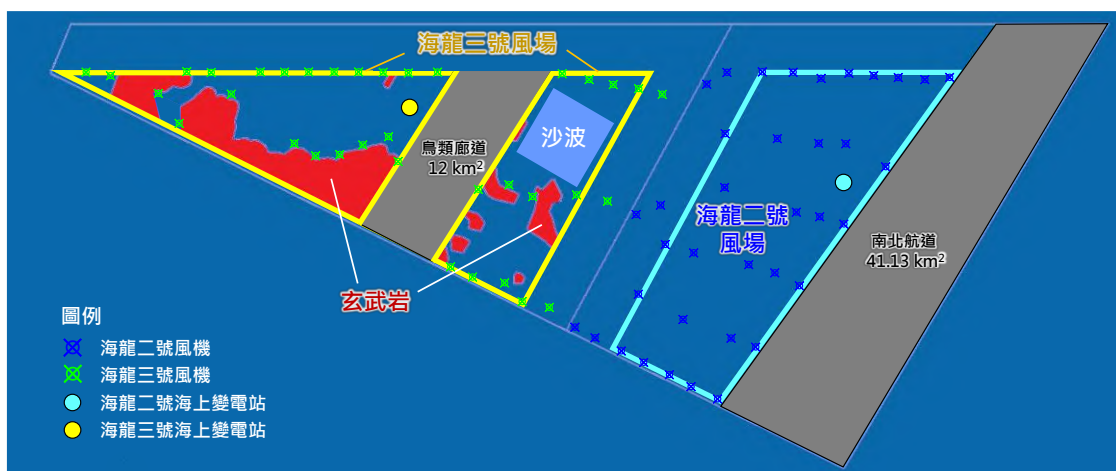 海龍三號風場
沙波
鳥類廊道
12 km²
海龍二號
風場
南北航道
41.13 km²
玄武岩
圖例
海龍二號風機
海龍三號風機
海龍二號海上變電站
海龍三號海上變電站